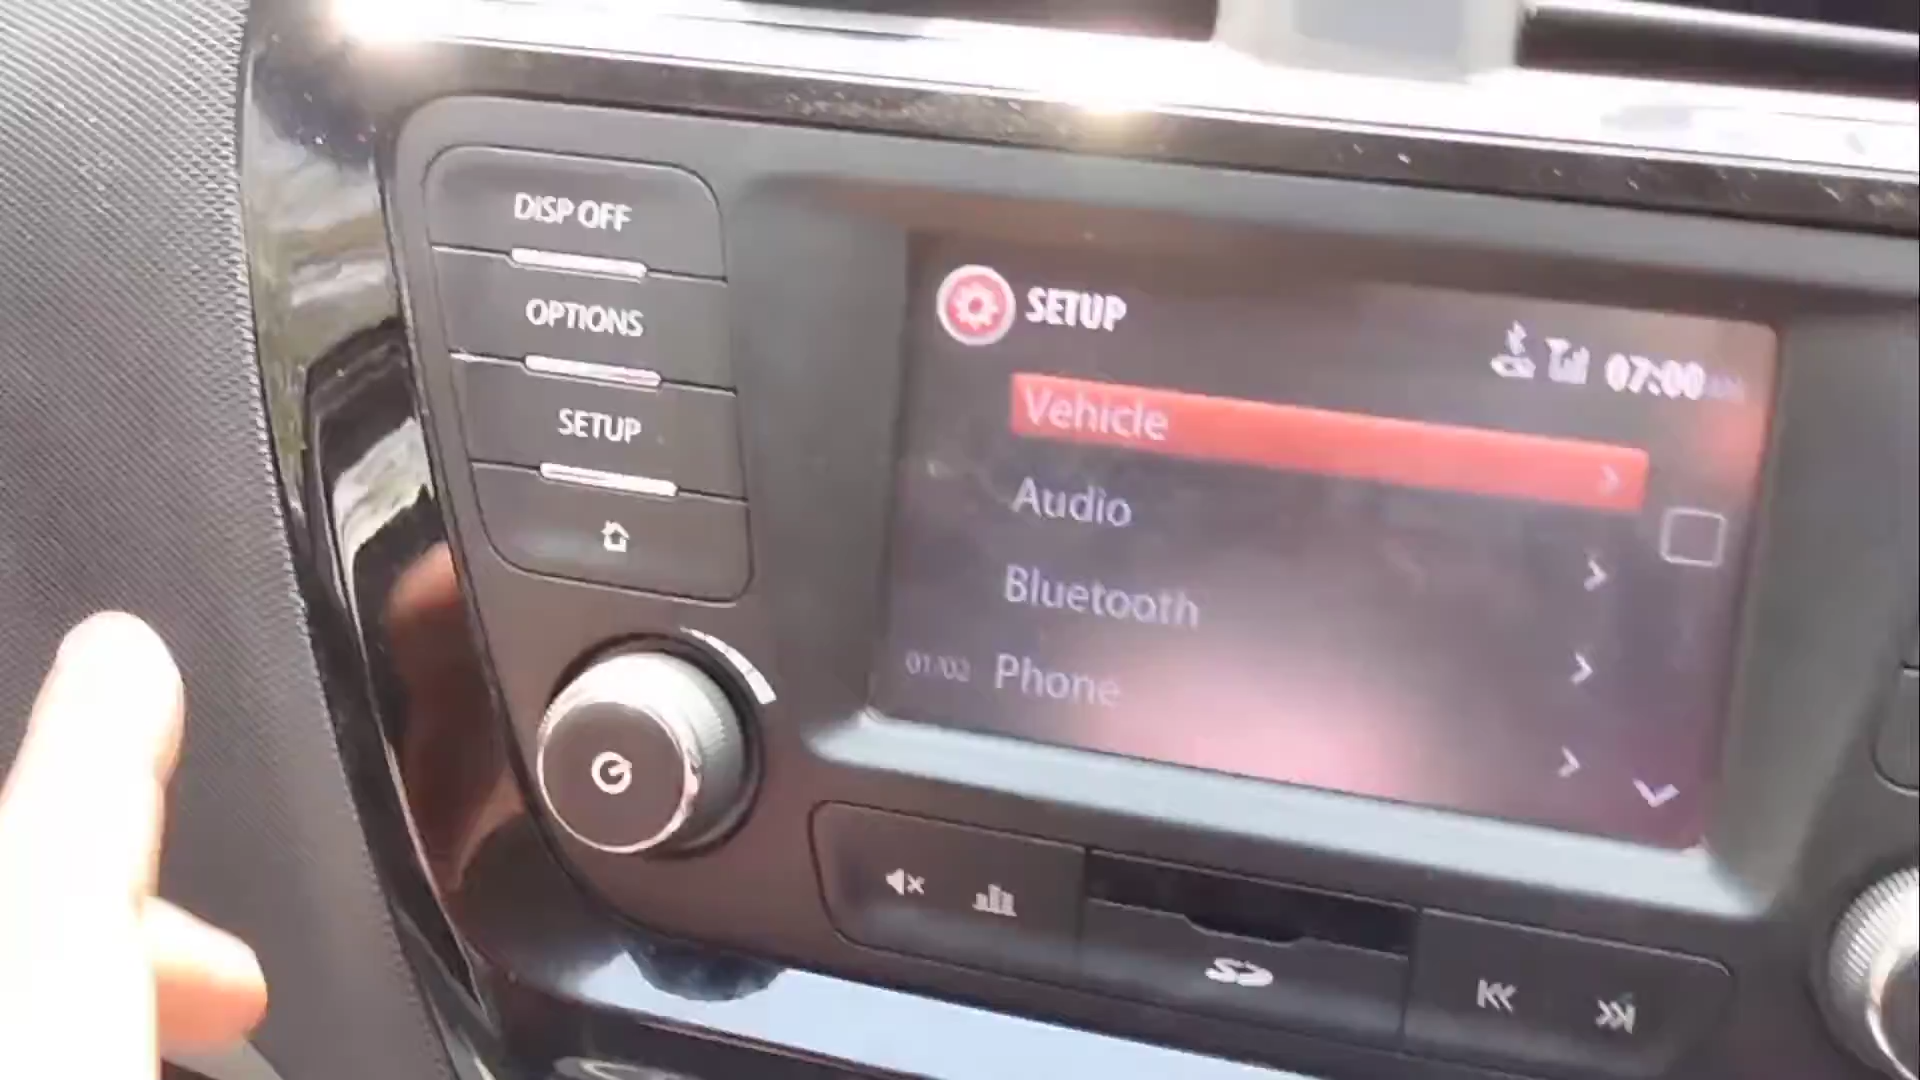 DISP OFF
OPTIONS
SETUP
SETUP
07:00
Vehicle
Audio
Bluetooth
01/02
Phone